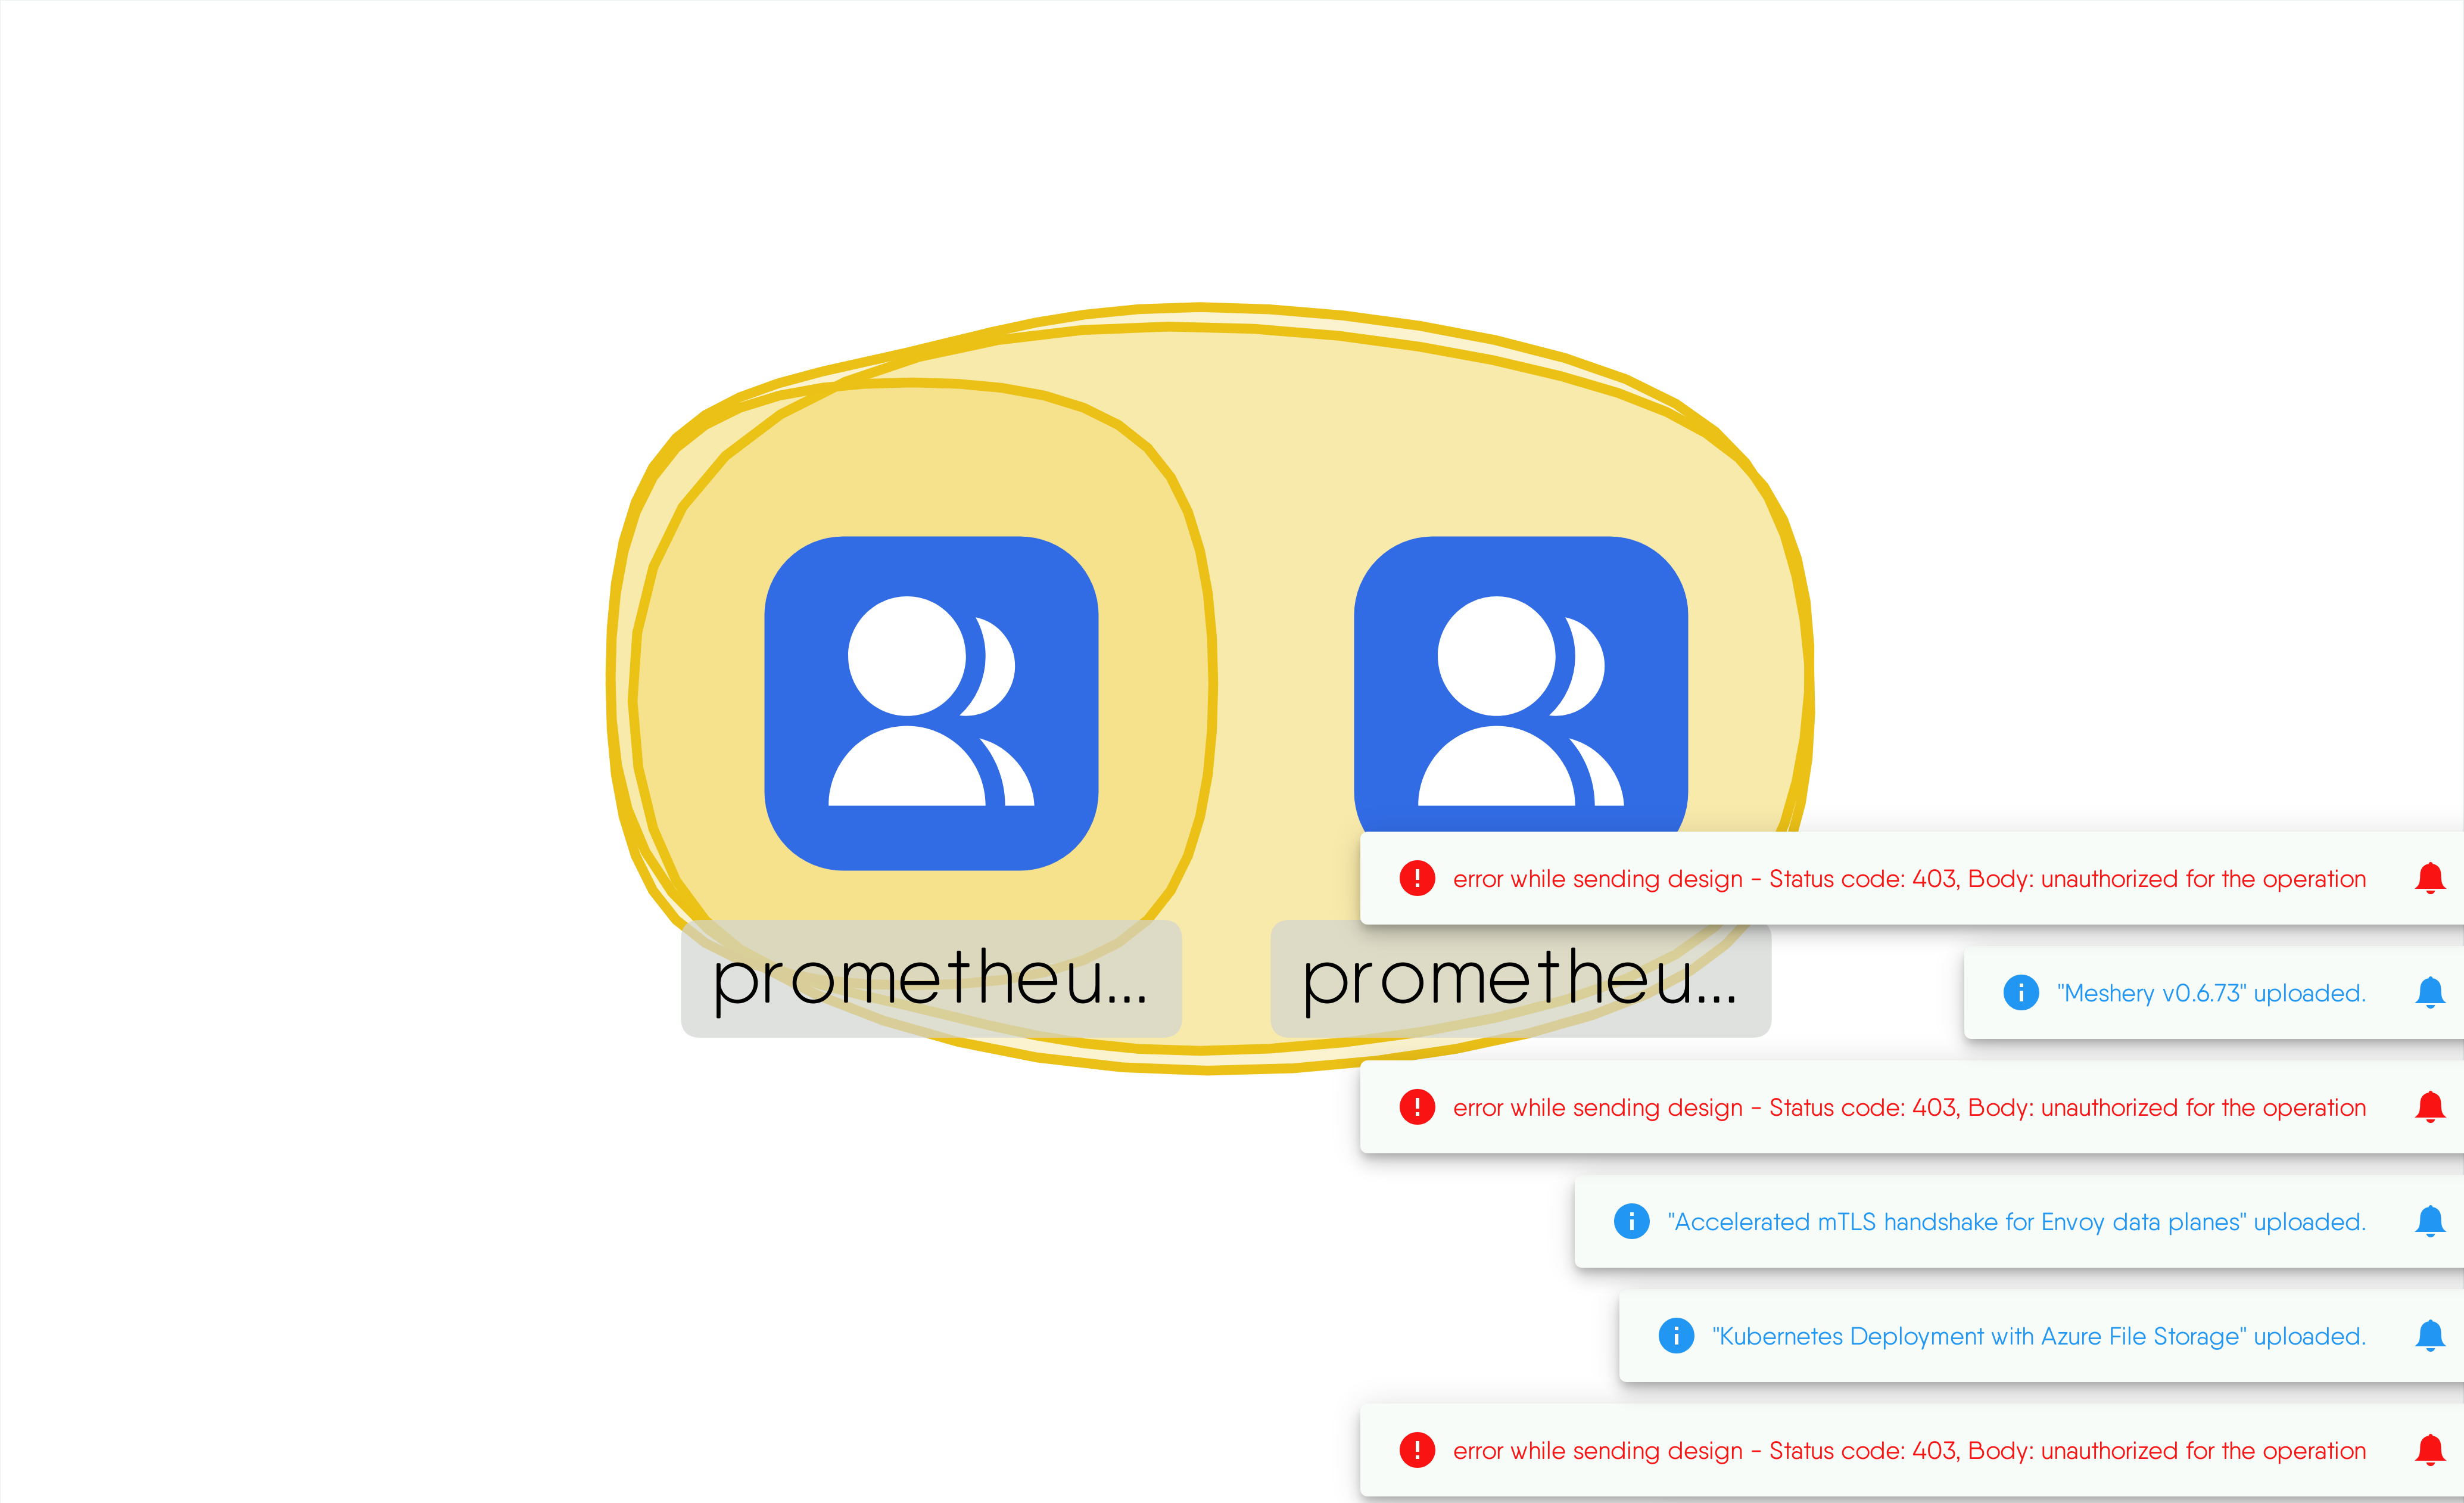 prometheu...
prometheu...
error while sending design - Status code: 403, Body: unauthorized for the operation
"Meshery v0.6.73" uploaded.
error while sending design - Status code: 403, Body: unauthorized for the operation
"Accelerated mTLS handshake for Envoy data planes" uploaded.
"Kubernetes Deployment with Azure File Storage" uploaded.
error while sending design - Status code: 403, Body: unauthorized for the operation